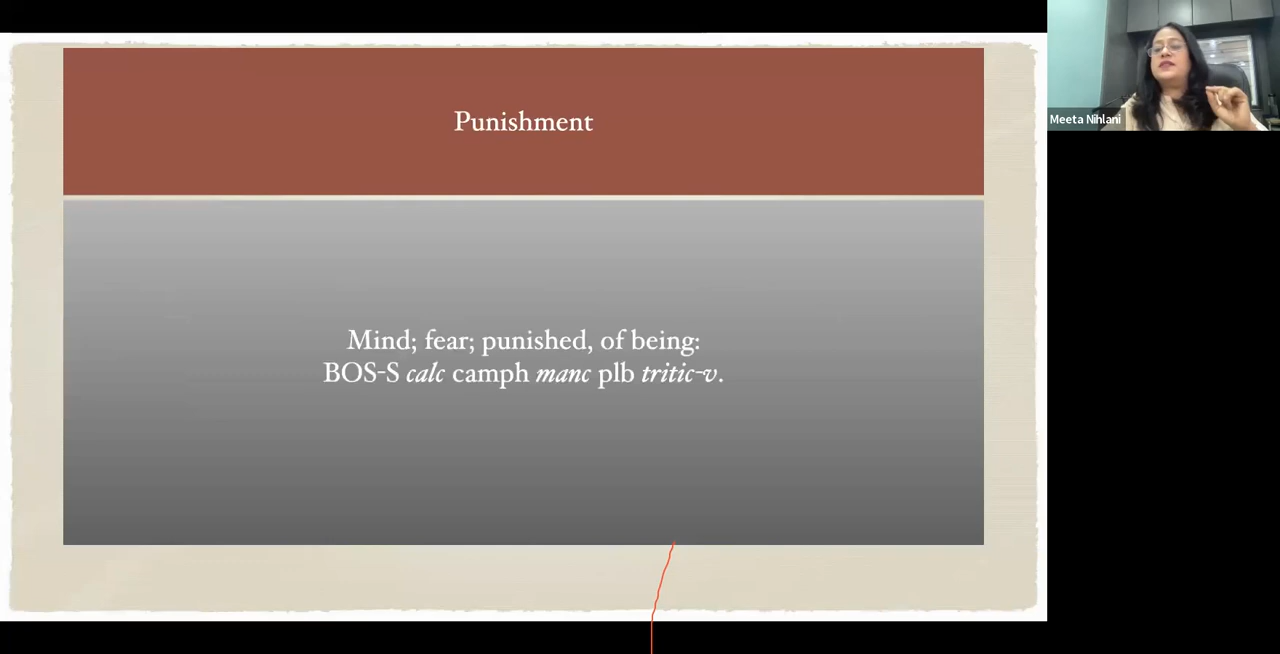 Punishment
Mind; fear; punished, of being:
BOS-S calc camph manc plb tritic-v.
Meeta Nihlani